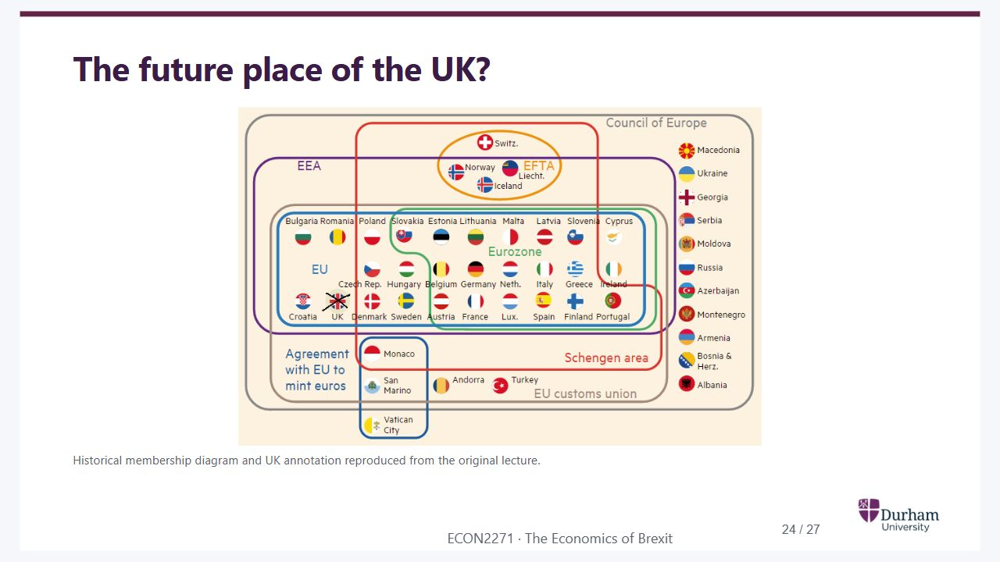 The future place of the UK?
Council of Europe
Switz.
Macedonia
EEA
Norway
EFTA
Liecht.
Iceland
Ukraine
Georgia
Bulgaria Romania Poland Slovakia Estonia Lithuania Malta Latvia Slovenia Cyprus
Serbia
Moldova
Eurozone
EU
Russia
Czech Rep. Hungary Belgium Germany Neth. Italy Greece Ireland
Azerbaijan
Croatia UK Denmark Sweden Austria France Lux. Spain Finland Portugal
Montenegro
Armenia
Agreement
with EU to
mint euros
Monaco
Schengen area
Bosnia &
Herz.
San
Marino
Andorra
Turkey
EU customs union
Albania
Vatican
City
Historical membership diagram and UK annotation reproduced from the original lecture.
ECON2271 · The Economics of Brexit
24 / 27
Durham
University